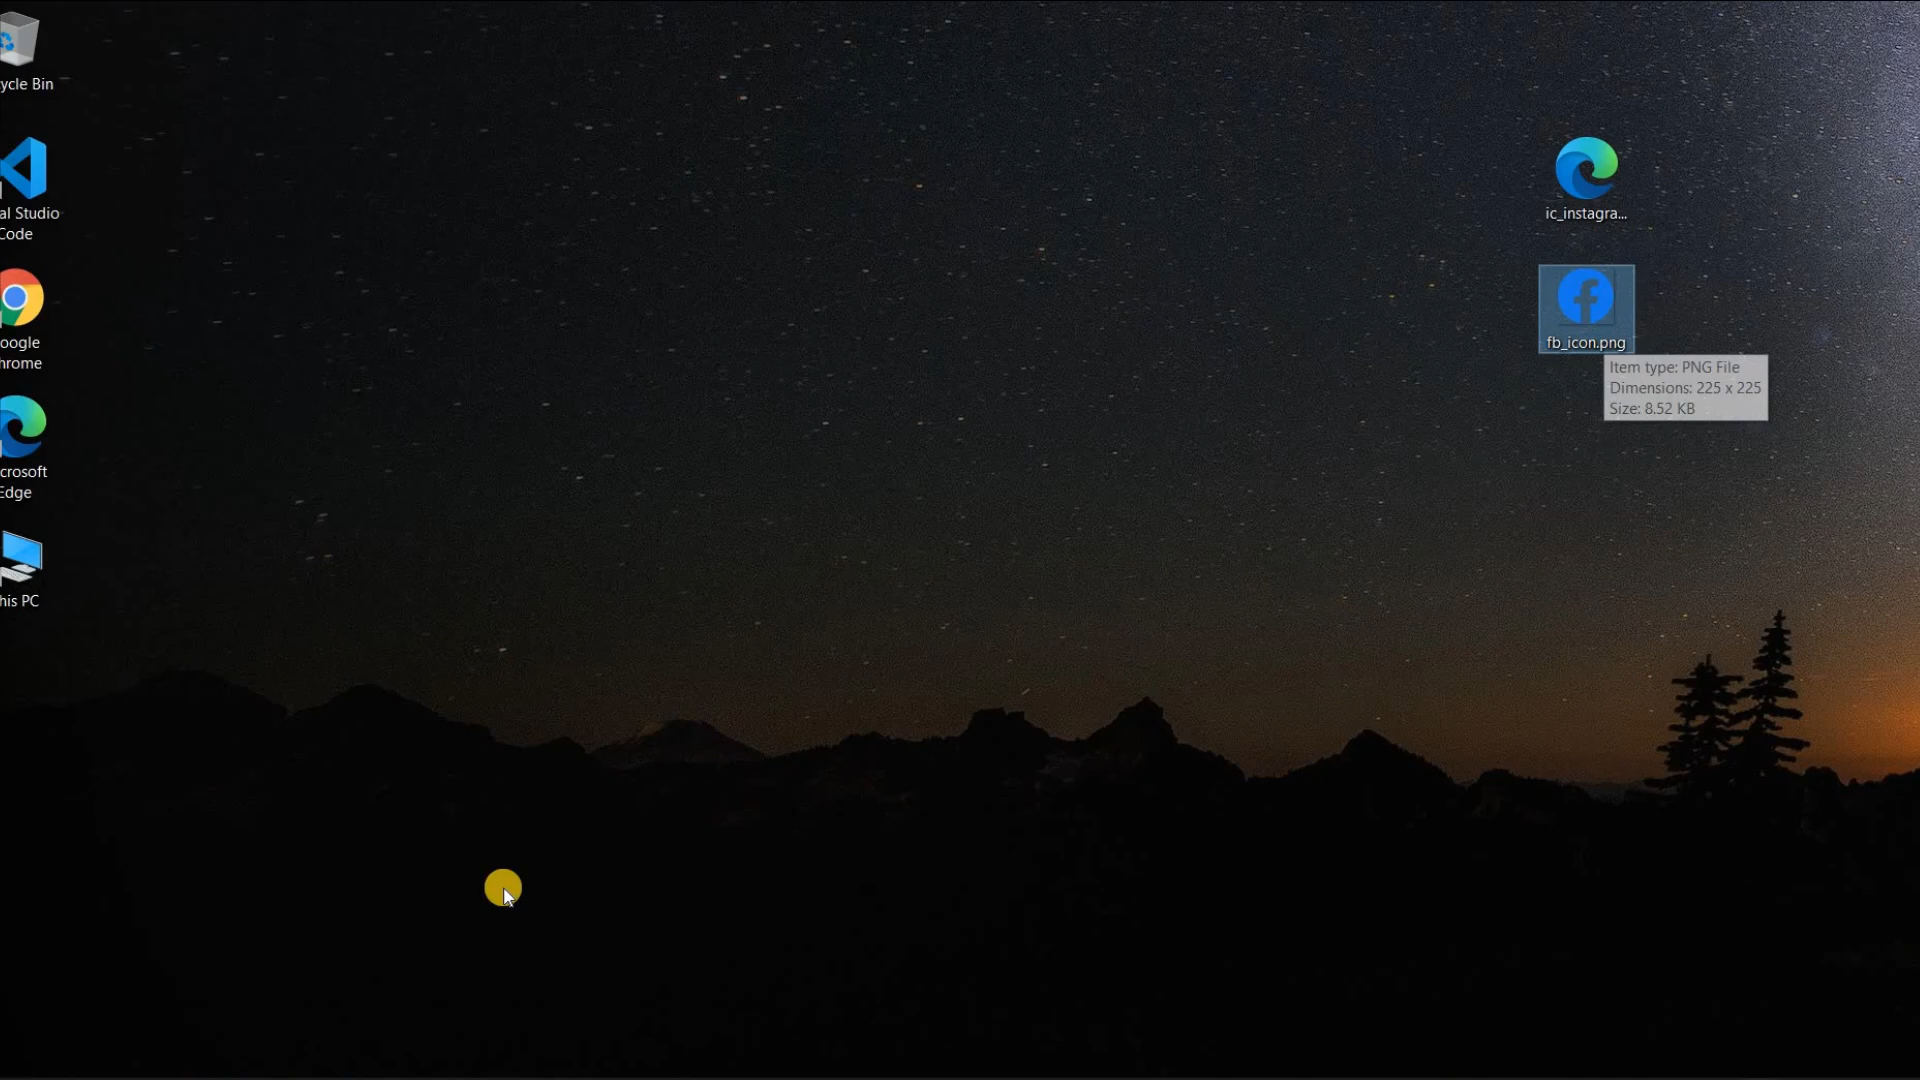 ycle Bin
al Studio
Code
oogle
hrome
crosoft
Edge
his PC
ic_instagra...
fb_icon.png
Item type: PNG File
Dimensions: 225 x 225
Size: 8.52 KB